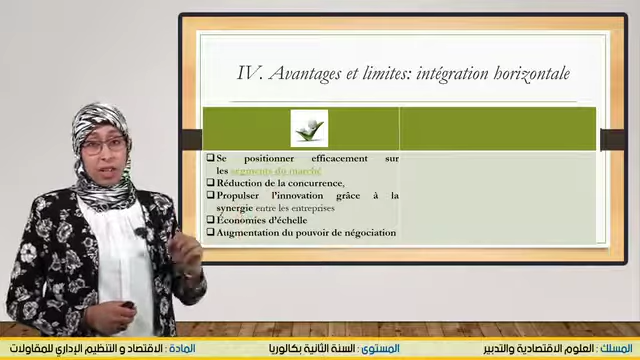 IV. Avantages et limites: intégration horizontale
❑ Se positionner efficacement sur
les segments du marché
❑ Réduction de la concurrence,
❑ Propulser l'innovation grâce à la
synergie entre les entreprises
❑ Économies d'échelle
❑ Augmentation du pouvoir de négociation
المسلك : العلوم الاقتصادية والتدبير
المستوى : السنة الثانية بكالوريا
المادة : الاقتصاد و التنظيم الإداري للمقاولات